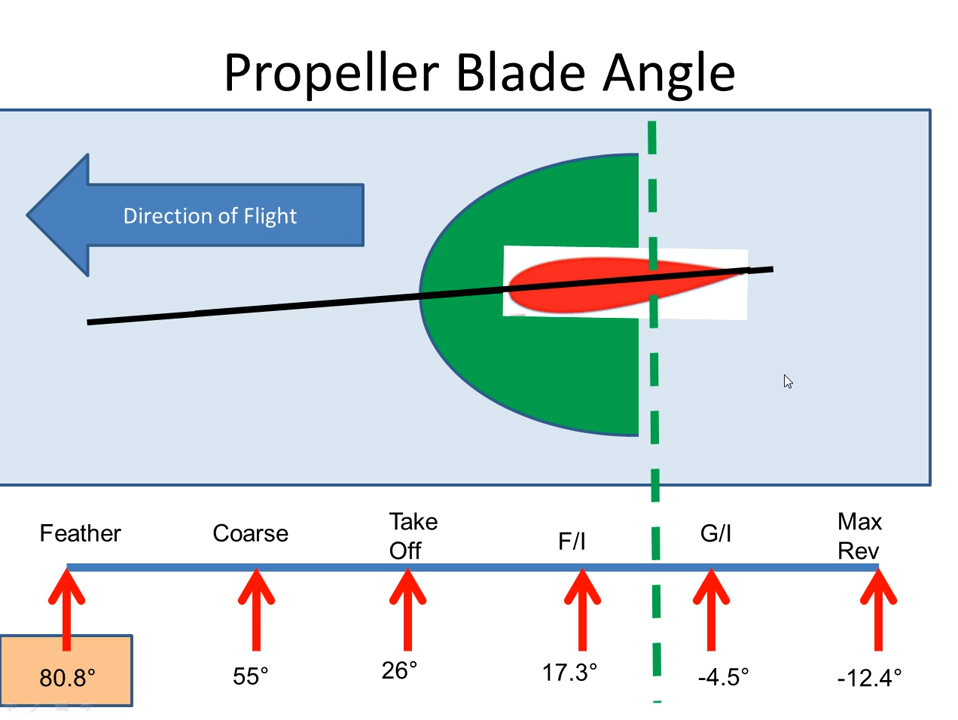 Propeller Blade Angle
Direction of Flight
Feather
Coarse
Take
Off
F/I
G/I
Max
Rev
80.8°
55°
26°
17.3°
-4.5°
-12.4°